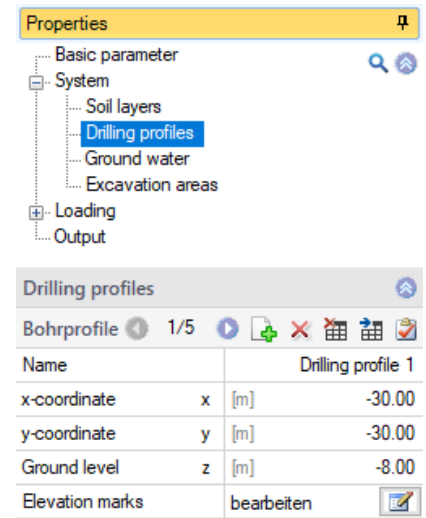 Properties
Basic parameter
System
Soil layers
Drilling profiles
Ground water
Excavation areas
Loading
Output
Drilling profiles
Bohrprofile 1/5
Name Drilling profile 1
x-coordinate x [m] -30.00
y-coordinate y [m] -30.00
Ground level z [m] -8.00
Elevation marks bearbeiten